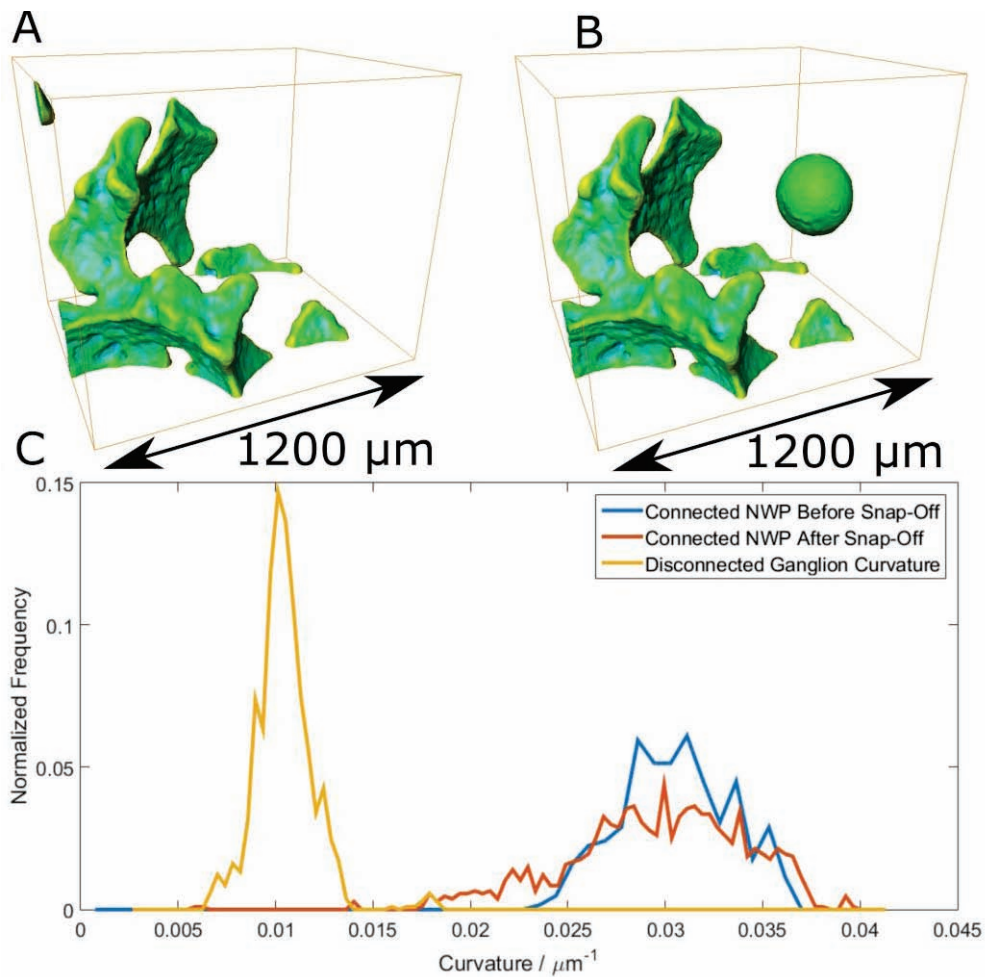 A
B
1200 μm
1200 μm
C
0.15
Connected NWP Before Snap-Off
Connected NWP After Snap-Off
Disconnected Ganglion Curvature
0.1
Normalized Frequency
0.05
0
0 0.005 0.01 0.015 0.02 0.025 0.03 0.035 0.04 0.045
Curvature / μm⁻¹